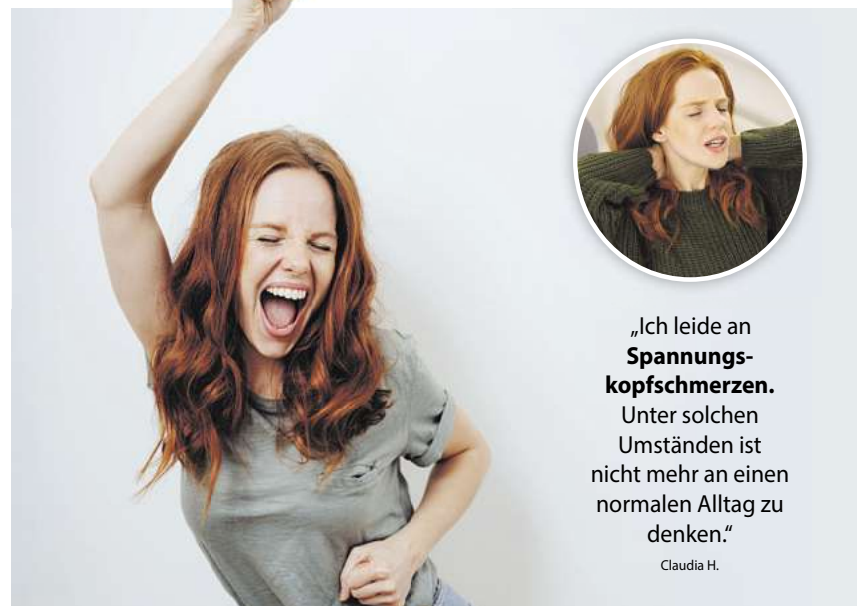 „Ich leide an
Spannungs-
kopfschmerzen.
Unter solchen
Umständen ist
nicht mehr an einen
normalen Alltag zu
denken.“
Claudia H.